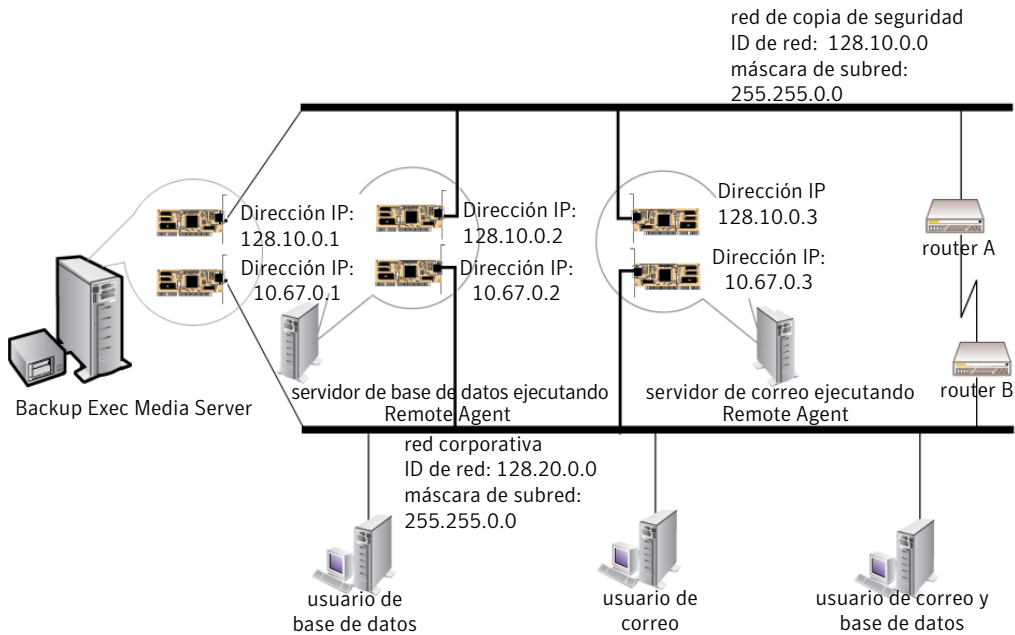 red de copia de seguridad
ID de red: 128.10.0.0
máscara de subred:
255.255.0.0
Dirección IP:
128.10.0.1
Dirección IP:
10.67.0.1
Dirección IP:
128.10.0.2
Dirección IP:
10.67.0.2
Dirección IP
128.10.0.3
Dirección IP:
10.67.0.3
router A
router B
Backup Exec Media Server
servidor de base de datos ejecutando
Remote Agent
servidor de correo ejecutando
Remote Agent
red corporativa
ID de red: 128.20.0.0
máscara de subred:
255.255.0.0
usuario de
base de datos
usuario de
correo
usuario de correo y
base de datos